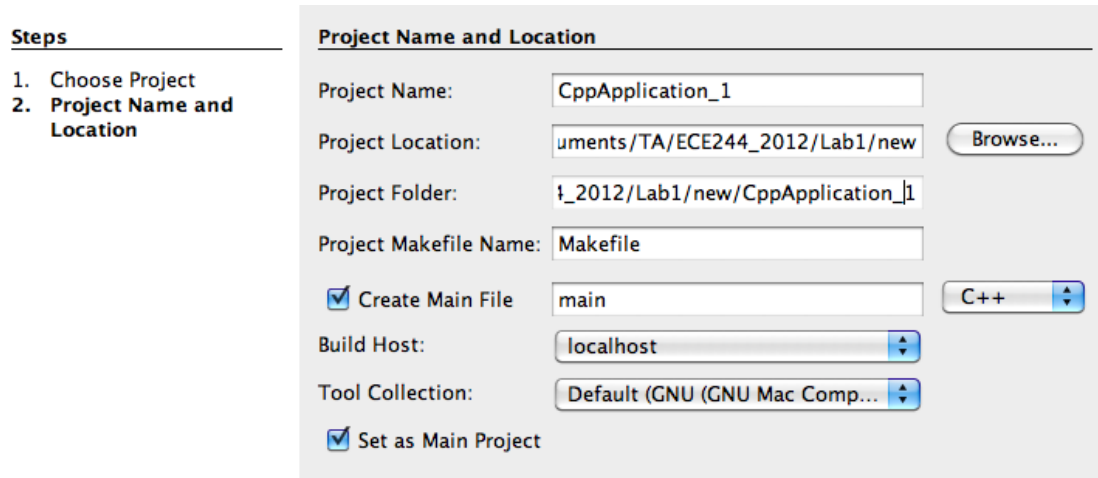 Steps
1. Choose Project
2. Project Name and
Location
Project Name and Location
Project Name: CppApplication_1
Project Location: uments/TA/ECE244_2012/Lab1/new Browse...
Project Folder: 4_2012/Lab1/new/CppApplication_1
Project Makefile Name: Makefile
Create Main File main C++
Build Host: localhost
Tool Collection: Default (GNU (GNU Mac Comp...
Set as Main Project